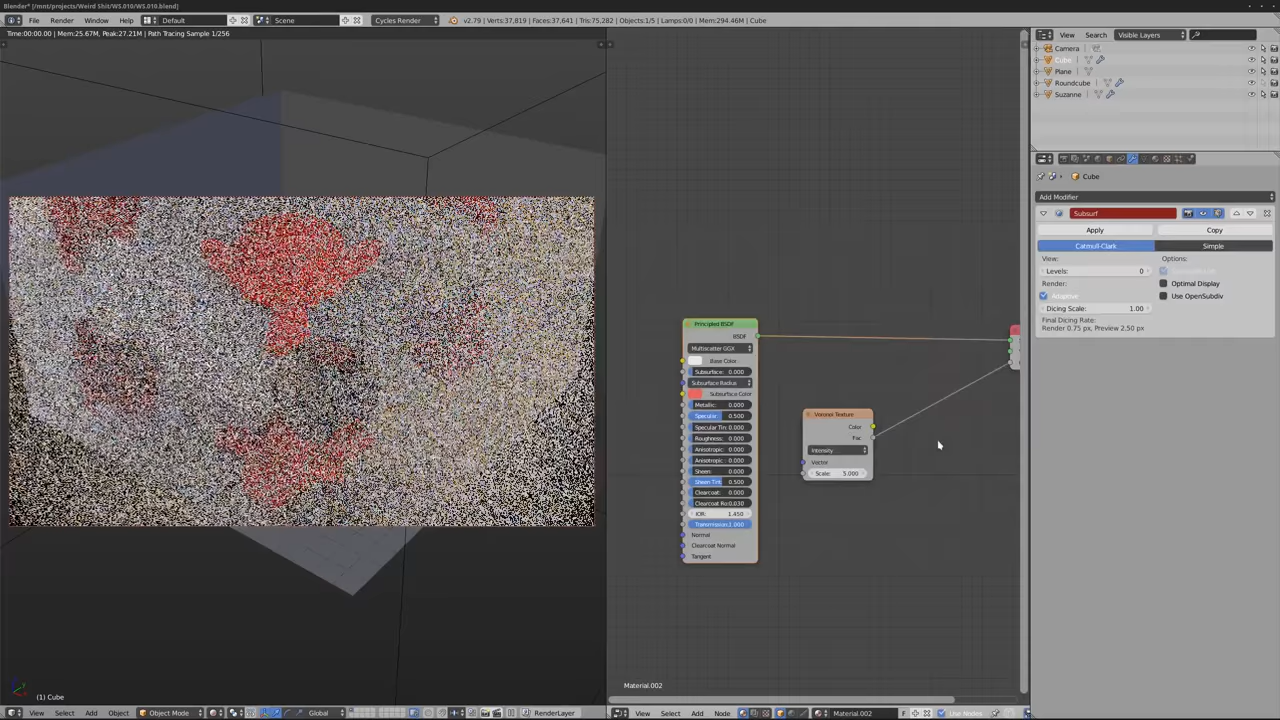 Blender* [/mnt/projects/Weird Shit/WS.010/WS.010.blend]
File Render Window Help Default Scene Cycles Render v2.79 | Verts:37,819 | Faces:37,641 | Tris:75,282 | Objects:1/5 | Lamps:0/0 | Mem:294.46M | Cube
Time:00:00.00 | Mem:25.67M, Peak:27.21M | Path Tracing Sample 1/256
View Search Visible Layers
Camera
Cube
Plane
Roundcube
Suzanne
Cube
Add Modifier
Subsurf
Apply Copy
Catmull-Clark Simple
View: Options:
Levels: 0
Render: Optimal Display
Adaptive Use OpenSubdiv
Dicing Scale: 1.00
Final Dicing Rate:
Render 0.75 px, Preview 2.50 px
Principled BSDF
BSDF
Multiscatter GGX
Base Color
Subsurface: 0.000
Subsurface Radius
Subsurface Color
Metallic: 0.000
Specular: 0.500
Specular Tin: 0.000
Roughness: 0.000
Anisotropic: 0.000
Anisotropic: 0.000
Sheen: 0.000
Sheen Tint: 0.500
Clearcoat: 0.000
Clearcoat Ro:0.030
IOR: 1.450
Transmission:1.000
Normal
Clearcoat Normal
Tangent
Voronoi Texture
Color
Fac
Intensity
Vector
Scale: 5.000
Material.002
(1) Cube
View Select Add Object Object Mode Global RenderLayer
View Select Add Node Material.002 F Use Nodes